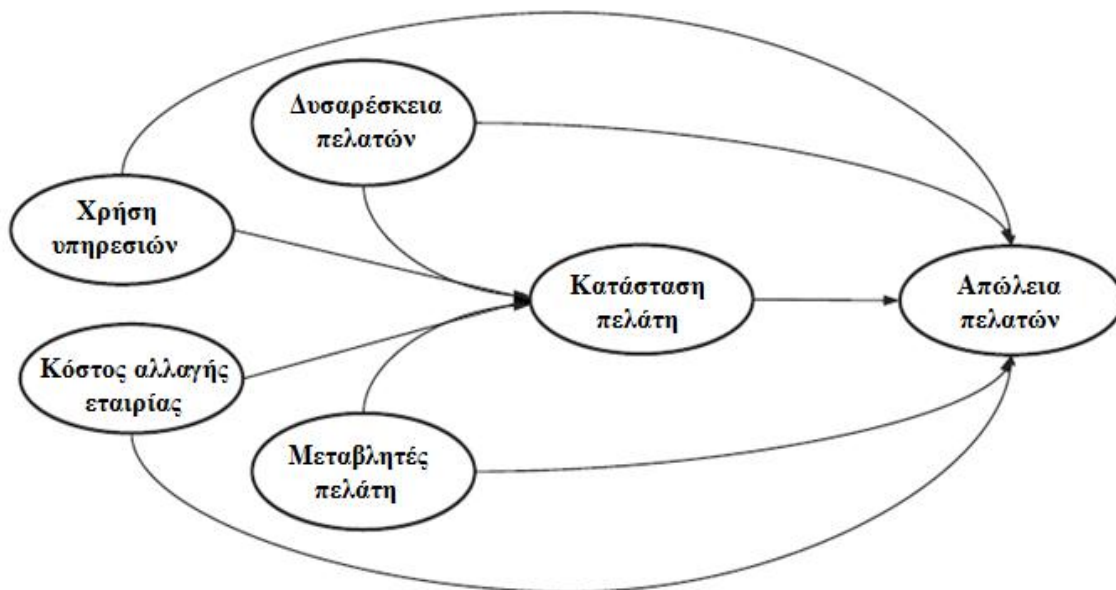 Δυσαρέσκεια
πελατών
Χρήση
υπηρεσιών
Κατάσταση
πελάτη
Απώλεια
πελατών
Κόστος αλλαγής
εταιρίας
Μεταβλητές
πελάτη